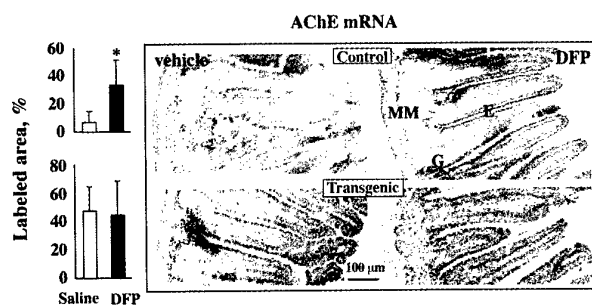 AChE mRNA
Labeled area, %
60
40
20
0
*
80
60
40
20
0
Saline DFP
vehicle
Control
DFP
MM
E
G
Transgenic
100 µm